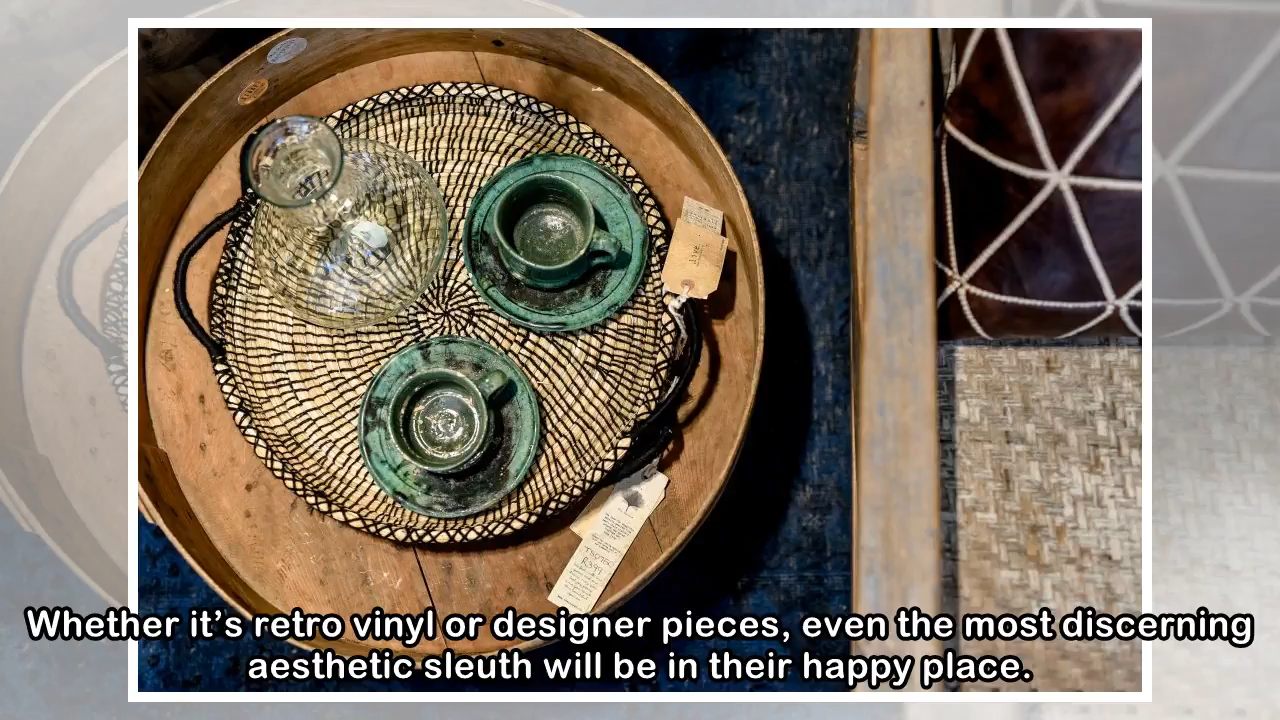 Whether it’s retro vinyl or designer pieces, even the most discerning
aesthetic sleuth will be in their happy place.